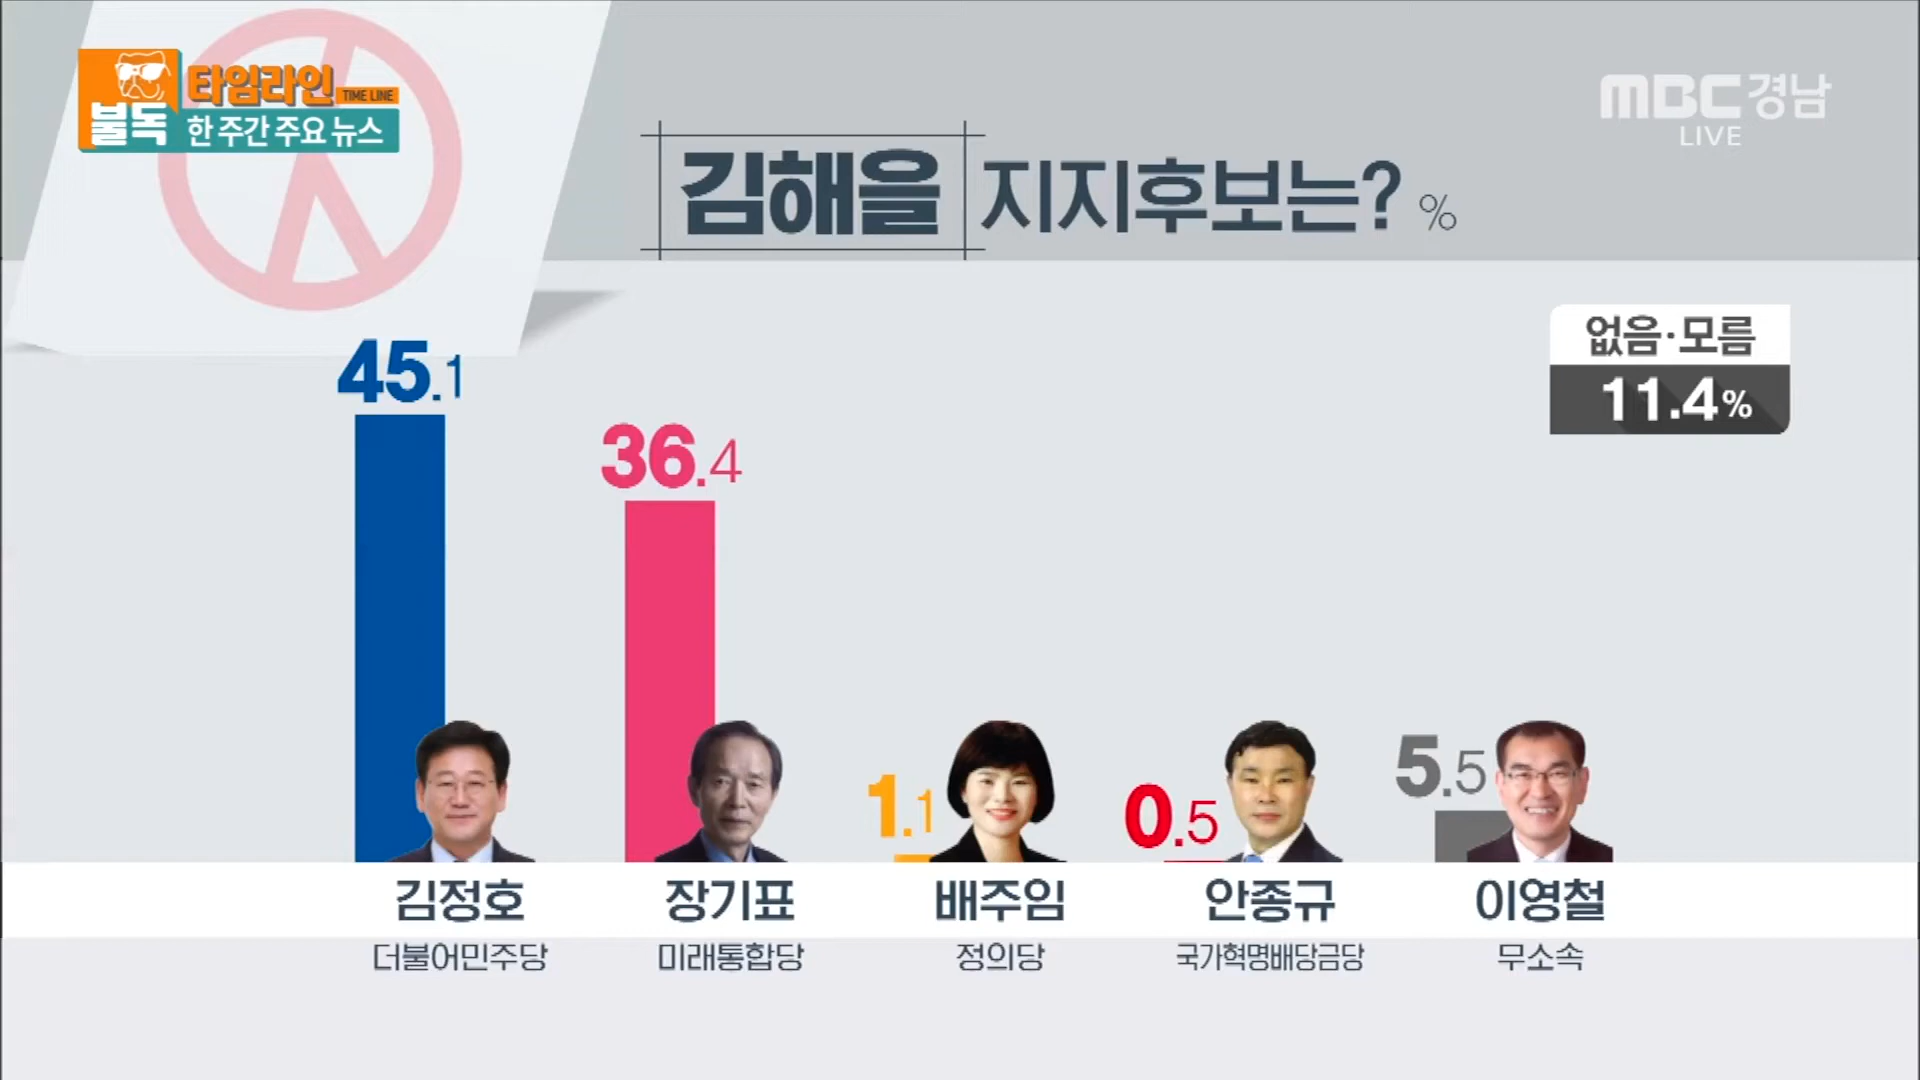 불독
타임라인 TIME LINE
한 주간 주요 뉴스
MBC경남
LIVE
김해을 지지후보는? %
없음·모름
11.4%
45.1
36.4
1.1
0.5
5.5
김정호
장기표
배주임
안종규
이영철
더불어민주당
미래통합당
정의당
국가혁명배당금당
무소속